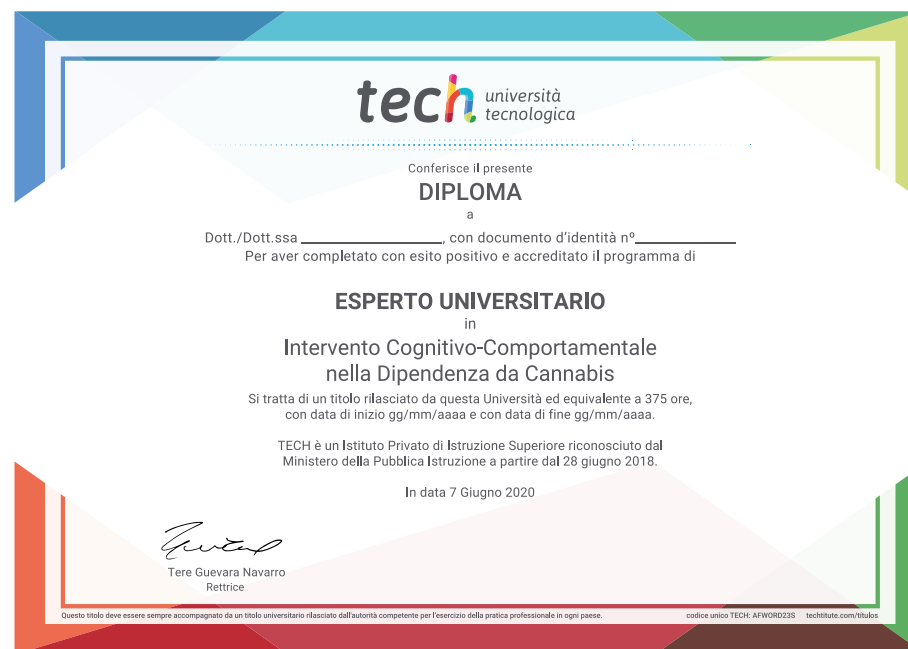 tech università
tecnologica
Conferisce il presente
DIPLOMA
a
Dott./Dott.ssa ____________________, con documento d'identità nº______________
Per aver completato con esito positivo e accreditato il programma di
ESPERTO UNIVERSITARIO
in
Intervento Cognitivo-Comportamentale
nella Dipendenza da Cannabis
Si tratta di un titolo rilasciato da questa Università ed equivalente a 375 ore,
con data di inizio gg/mm/aaaa e con data di fine gg/mm/aaaa.
TECH è un Istituto Privato di Istruzione Superiore riconosciuto dal
Ministero della Pubblica Istruzione a partire dal 28 giugno 2018.
In data 7 Giugno 2020
Tere Guevara Navarro
Rettrice
Questo titolo deve essere sempre accompagnato da un titolo universitario rilasciato dall'autorità competente per l'esercizio della pratica professionale in ogni paese. codice unico TECH: AFWORD23S techtitute.com/titulos